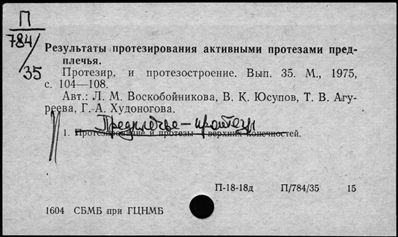 П
784/
35
Результаты протезирования активными протезами пред-
плечья.
Протезир. и протезостроение. Вып. 35. М., 1975,
с. 104—108.
Авт.: Л. М. Воскобойникова, В. К. Юсупов, Т. В. Агу-
реева, Г. А. Худоногова.
Предплечье - протезы
1. Протезирование и протезы верхних конечностей.
П-18-18д П/784/35 15
1604 СБМБ при ГЦНМБ